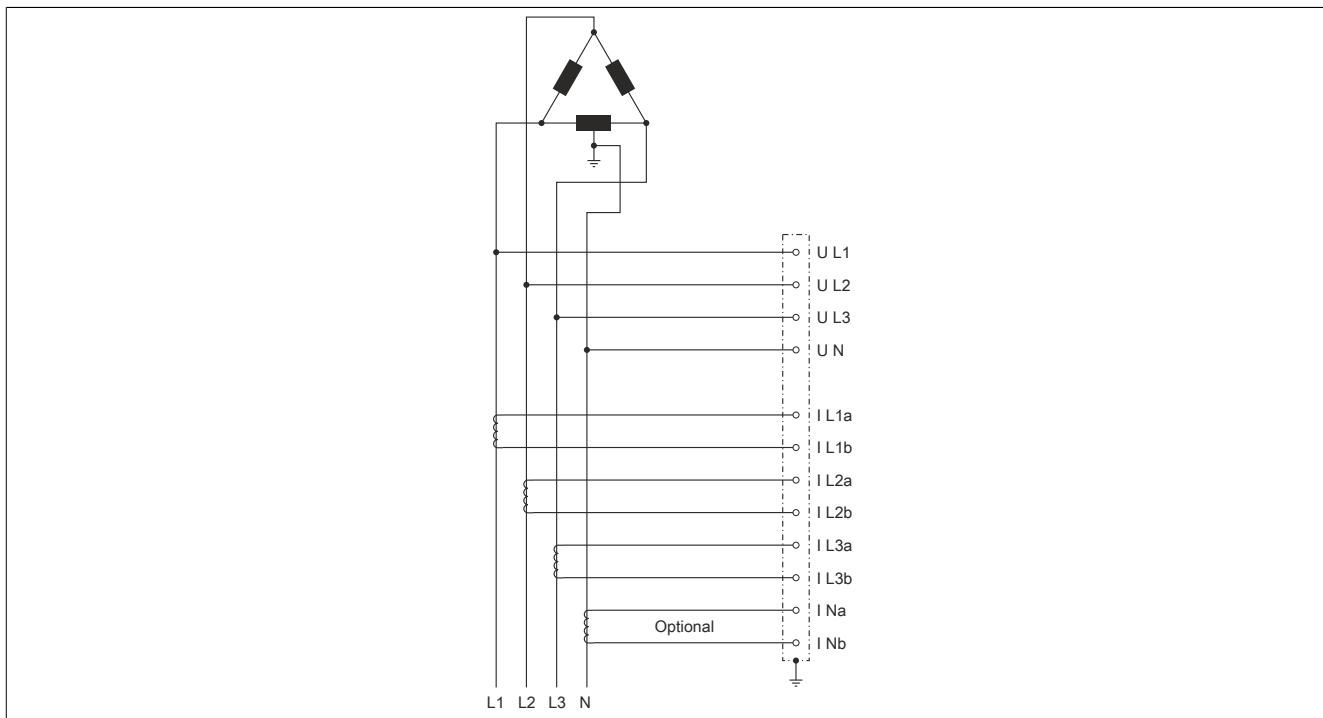 U L1
U L2
U L3
U N
I L1a
I L1b
I L2a
I L2b
I L3a
I L3b
I Na
Optional
I Nb
L1 L2 L3 N